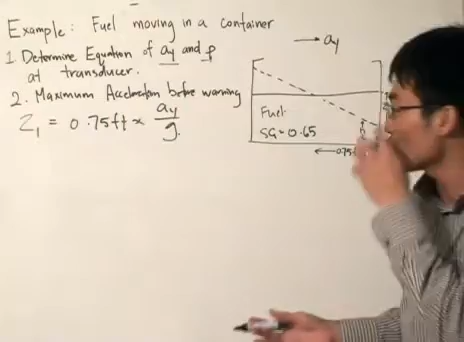 Example: Fuel moving in a container
1. Determine Equation of ay and p
at transducer.
2. Maximum Acceleration before warning
Z1 = 0.75ft × ay/g
→ ay
Fuel
SG=0.65